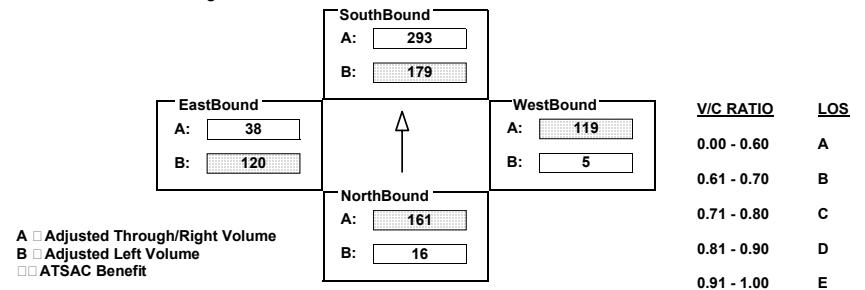 SouthBound
A: 293
B: 179
EastBound
A: 38
B: 120
WestBound
A: 119
B: 5
NorthBound
A: 161
B: 16
A □ Adjusted Through/Right Volume
B □ Adjusted Left Volume
□□ ATSAC Benefit
V/C RATIO LOS
0.00 - 0.60 A
0.61 - 0.70 B
0.71 - 0.80 C
0.81 - 0.90 D
0.91 - 1.00 E